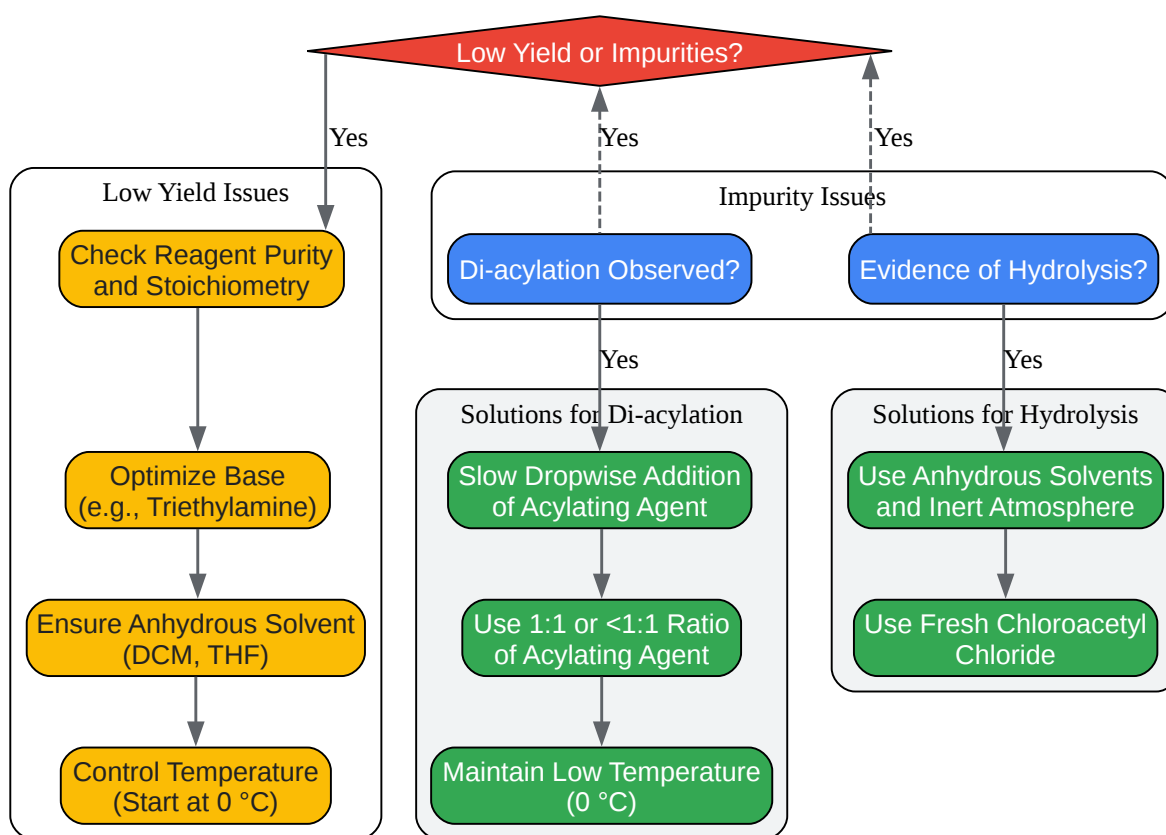 Low Yield or Impurities?
Yes
Yes
Yes
Low Yield Issues
Check Reagent Purity
and Stoichiometry
Optimize Base
(e.g., Triethylamine)
Ensure Anhydrous Solvent
(DCM, THF)
Control Temperature
(Start at 0 °C)
Impurity Issues
Di-acylation Observed?
Evidence of Hydrolysis?
Yes
Yes
Solutions for Di-acylation
Slow Dropwise Addition
of Acylating Agent
Use 1:1 or <1:1 Ratio
of Acylating Agent
Maintain Low Temperature
(0 °C)
Solutions for Hydrolysis
Use Anhydrous Solvents
and Inert Atmosphere
Use Fresh Chloroacetyl
Chloride